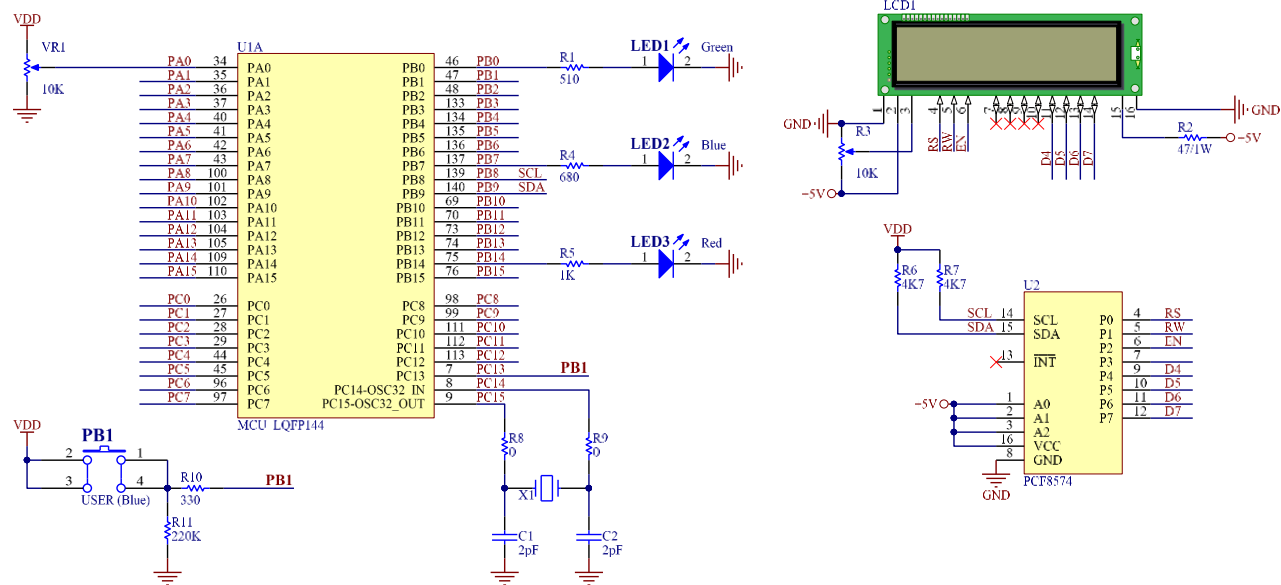 VDD
VR1
10K
U1A
PA0 34 PA0 PB0 46 PB0
PA1 35 PA1 PB1 47 PB1
PA2 36 PA2 PB2 48 PB2
PA3 37 PA3 PB3 133 PB3
PA4 40 PA4 PB4 134 PB4
PA5 41 PA5 PB5 135 PB5
PA6 42 PA6 PB6 136 PB6
PA7 43 PA7 PB7 137 PB7
PA8 100 PA8 PB8 139 PB8 SCL
PA9 101 PA9 PB9 140 PB9 SDA
PA10 102 PA10 PB10 69 PB10
PA11 103 PA11 PB11 70 PB11
PA12 104 PA12 PB12 73 PB12
PA13 105 PA13 PB13 74 PB13
PA14 109 PA14 PB14 75 PB14
PA15 110 PA15 PB15 76 PB15
PC0 26 PC0 PC8 98 PC8
PC1 27 PC1 PC9 99 PC9
PC2 28 PC2 PC10 111 PC10
PC3 29 PC3 PC11 112 PC11
PC4 44 PC4 PC12 113 PC12
PC5 45 PC5 PC13 7 PC13 PB1
PC6 96 PC6 PC14-OSC32_IN 8 PC14
PC7 97 PC7 PC15-OSC32_OUT 9 PC15
MCU_LQFP144
R1
510
LED1
1 2
Green
R4
680
LED2
1 2
Blue
R5
1K
LED3
1 2
Red
VDD
PB1
2 1
3 4
USER (Blue)
R10
330
PB1
R11
220K
R8
0
R9
0
X1
C1
2pF
C2
2pF
LCD1
1 2 3 4 5 6 7 8 9 10 11 12 13 14 15 16
GND
R3
10K
-5V
RS RW EN
D4 D5 D6 D7
GND
R2
47/1W
-5V
VDD
R6
4K7
R7
4K7
U2
SCL 14 SCL P0 4 RS
SDA 15 SDA P1 5 RW
P2 6 EN
13 INT P3 7
P4 9 D4
P5 10 D5
-5V 1 A0 P6 11 D6
2 A1 P7 12 D7
3 A2
16 VCC
8 GND
GND
PCF8574